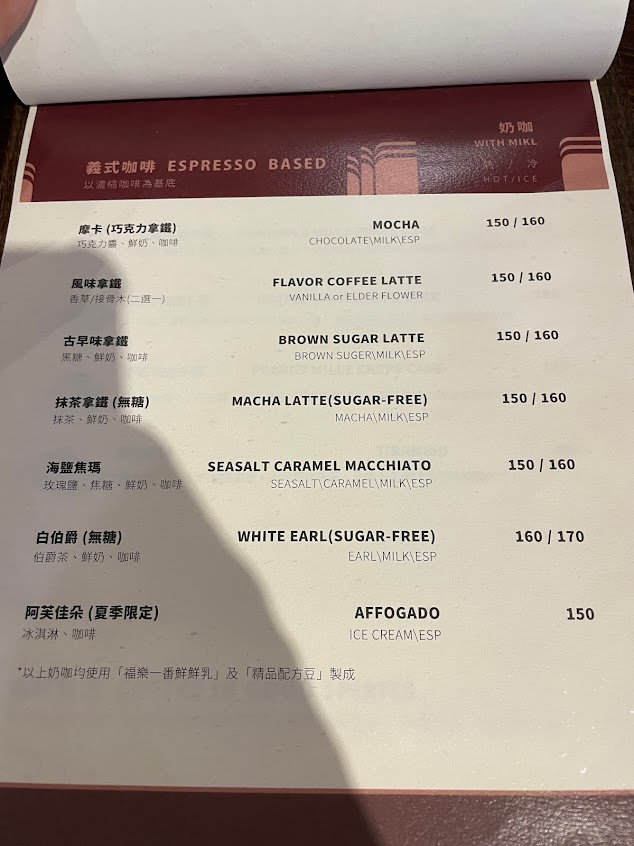 奶咖
WITH MIKL
義式咖啡 ESPRESSO BASED
熱 / 冷
以濃縮咖啡為基底
HOT/ICE
摩卡 (巧克力拿鐵) MOCHA 150 / 160
巧克力醬、鮮奶、咖啡 CHOCOLATE\MILK\ESP
風味拿鐵 FLAVOR COFFEE LATTE 150 / 160
香草/接骨木(二選一) VANILLA or ELDER FLOWER
古早味拿鐵 BROWN SUGAR LATTE 150 / 160
黑糖、鮮奶、咖啡 BROWN SUGER\MILK\ESP
抹茶拿鐵 (無糖) MACHA LATTE(SUGAR-FREE) 150 / 160
抹茶、鮮奶、咖啡 MACHA\MILK\ESP
海鹽焦瑪 SEASALT CARAMEL MACCHIATO 150 / 160
玫瑰鹽、焦糖、鮮奶、咖啡 SEASALT\CARAMEL\MILK\ESP
白伯爵 (無糖) WHITE EARL(SUGAR-FREE) 160 / 170
伯爵茶、鮮奶、咖啡 EARL\MILK\ESP
阿芙佳朵 (夏季限定) AFFOGADO 150
冰淇淋、咖啡 ICE CREAM\ESP
*以上奶咖均使用「福樂一番鮮鮮乳」及「精品配方豆」製成